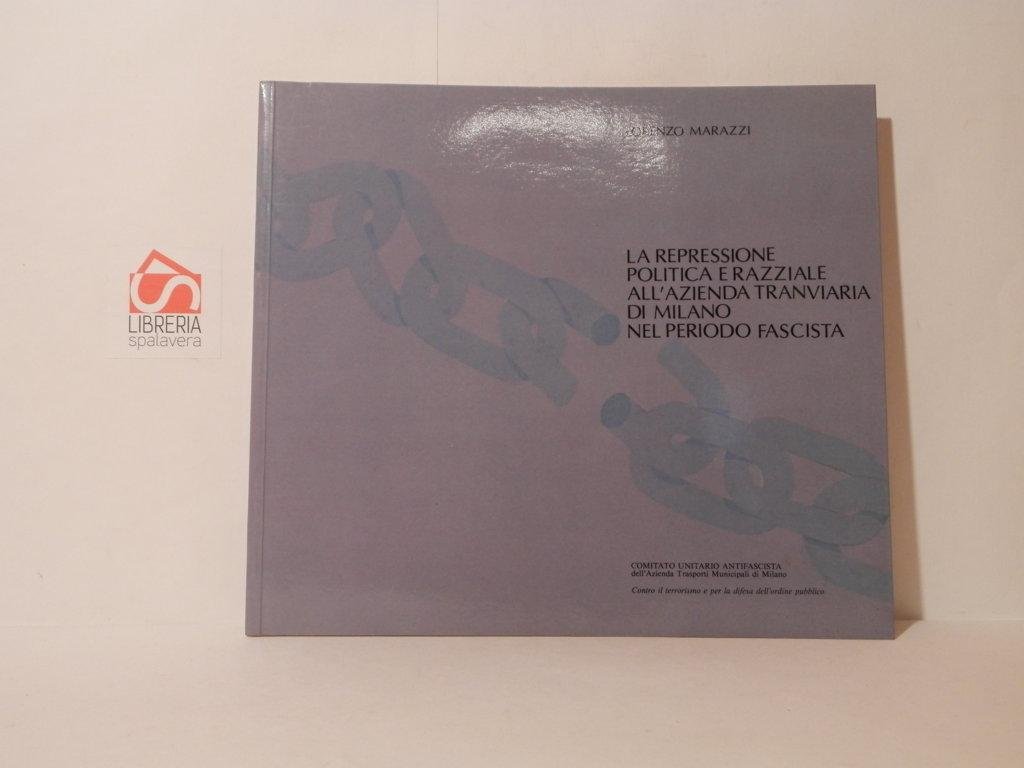 LORENZO MARAZZI
LA REPRESSIONE
POLITICA E RAZZIALE
ALL'AZIENDA TRANVIARIA
DI MILANO
NEL PERIODO FASCISTA
COMITATO UNITARIO ANTIFASCISTA
dell'Azienda Trasporti Municipali di Milano
Contro il terrorismo e per la difesa dell'ordine pubblico
LIBRERIA
spalavera